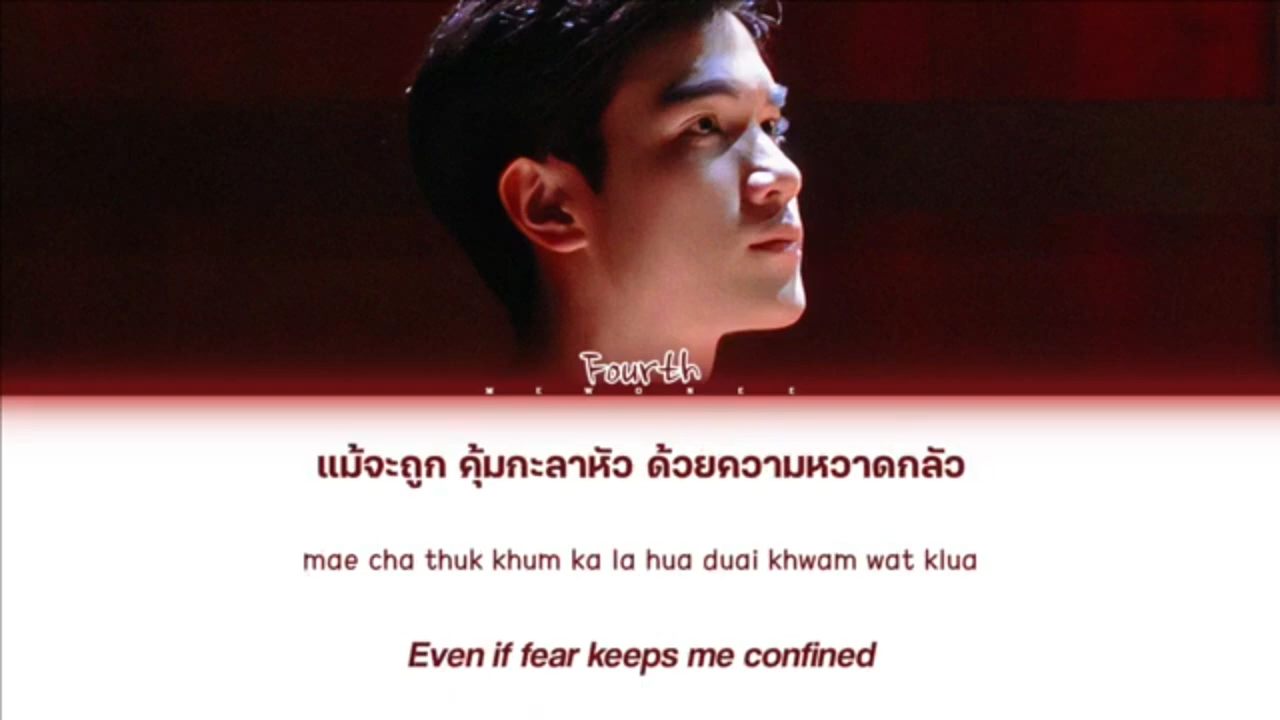 Fourth
แม้จะถูก คุ้มกะลาหัว ด้วยความหวาดกลัว
mae cha thuk khum ka la hua duai khwam wat klua
Even if fear keeps me confined